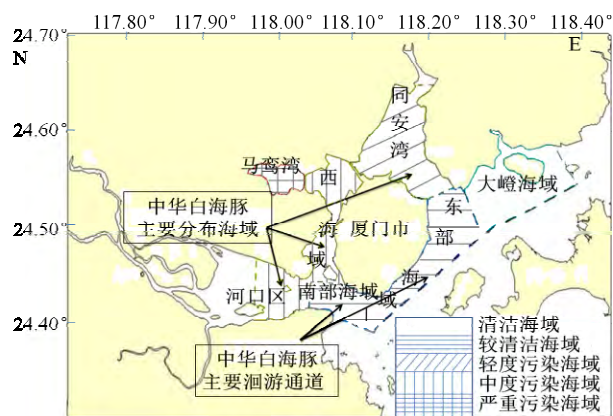 117.80° 117.90° 118.00° 118.10° 118.20° 118.30° 118.40°
24.70°
N
E
24.60°
24.50°
24.40°
同安湾
马銮湾
西海域
大嶝海域
中华白海豚
主要分布海域
厦门市
东部海域
河口区
南部海域
中华白海豚
主要洄游通道
清洁海域
较清洁海域
轻度污染海域
中度污染海域
严重污染海域